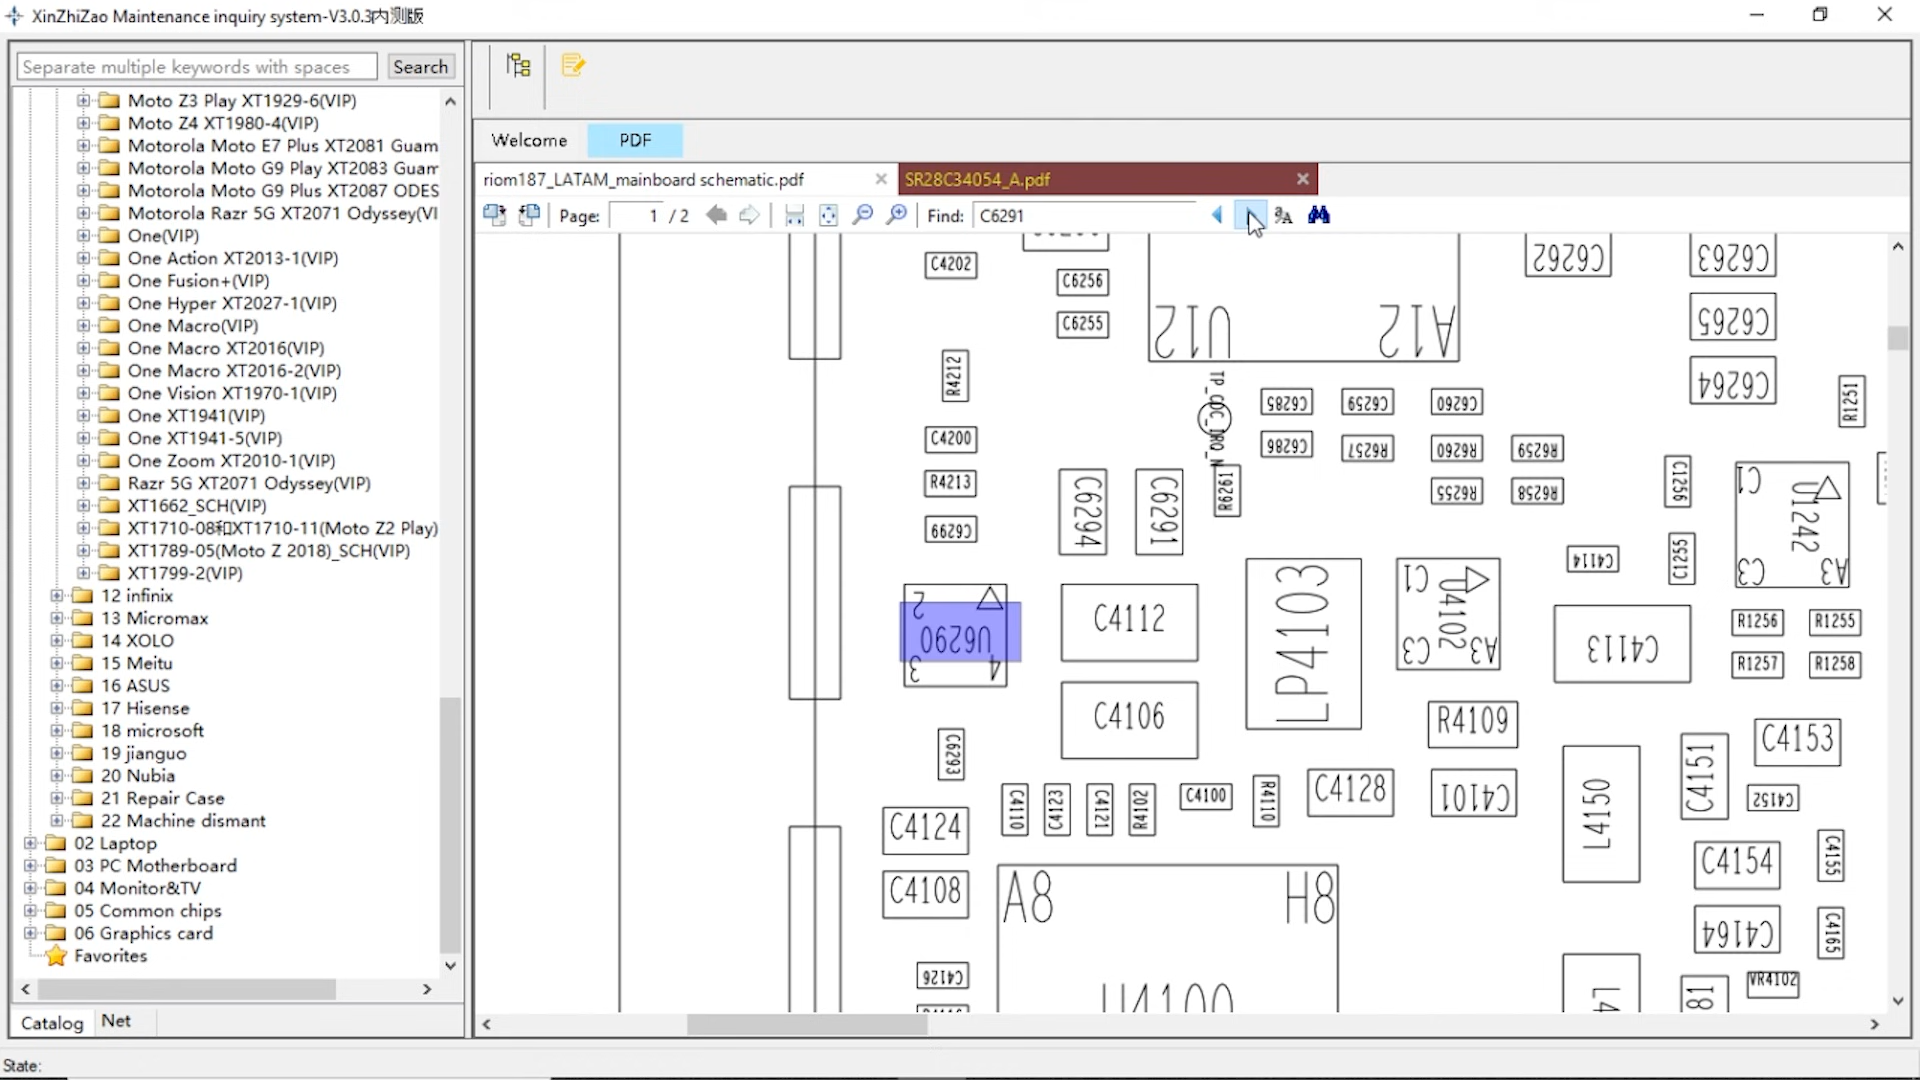 XinZhiZao Maintenance inquiry system-V3.0.3内测版
Separate multiple keywords with spaces
Search
Moto Z3 Play XT1929-6(VIP)
Moto Z4 XT1980-4(VIP)
Motorola Moto E7 Plus XT2081 Guam
Motorola Moto G9 Play XT2083 Guam
Motorola Moto G9 Plus XT2087 ODES
Motorola Razr 5G XT2071 Odyssey(VI
One(VIP)
One Action XT2013-1(VIP)
One Fusion+(VIP)
One Hyper XT2027-1(VIP)
One Macro(VIP)
One Macro XT2016(VIP)
One Macro XT2016-2(VIP)
One Vision XT1970-1(VIP)
One XT1941(VIP)
One XT1941-5(VIP)
One Zoom XT2010-1(VIP)
Razr 5G XT2071 Odyssey(VIP)
XT1662_SCH(VIP)
XT1710-08和XT1710-11(Moto Z2 Play)
XT1789-05(Moto Z 2018)_SCH(VIP)
XT1799-2(VIP)
12 infinix
13 Micromax
14 XOLO
15 Meitu
16 ASUS
17 Hisense
18 microsoft
19 jianguo
20 Nubia
21 Repair Case
22 Machine dismant
02 Laptop
03 PC Motherboard
04 Monitor&TV
05 Common chips
06 Graphics card
Favorites
Catalog
Net
State:
Welcome
PDF
riom187_LATAM_mainboard schematic.pdf
SR28C34054_A.pdf
Page:
1 / 2
Find:
C6291
C4202
C6256
C6255
U12
A12
C6262
C6263
C6265
C6264
R4212
TP_CDC_IRQ_N
C6285
C6259
C6260
R1251
C4200
C6286
R6257
R6260
R6259
R4213
C6294
C6291
R6261
R6255
R6258
C1256
C1
U1242
C3
A3
C6299
C4114
C1255
2
U6290
3
4
C4112
LP4103
C1
U4102
C3
A3
C4113
R1256
R1255
R1257
R1258
C4106
R4109
C4153
C6293
C4151
C4110
C4123
C4121
R4102
C4100
R4110
C4128
C4101
L4150
C4152
C4124
C4154
C4155
C4108
A8
H8
C4164
C4165
C4126
U4100
VR4102